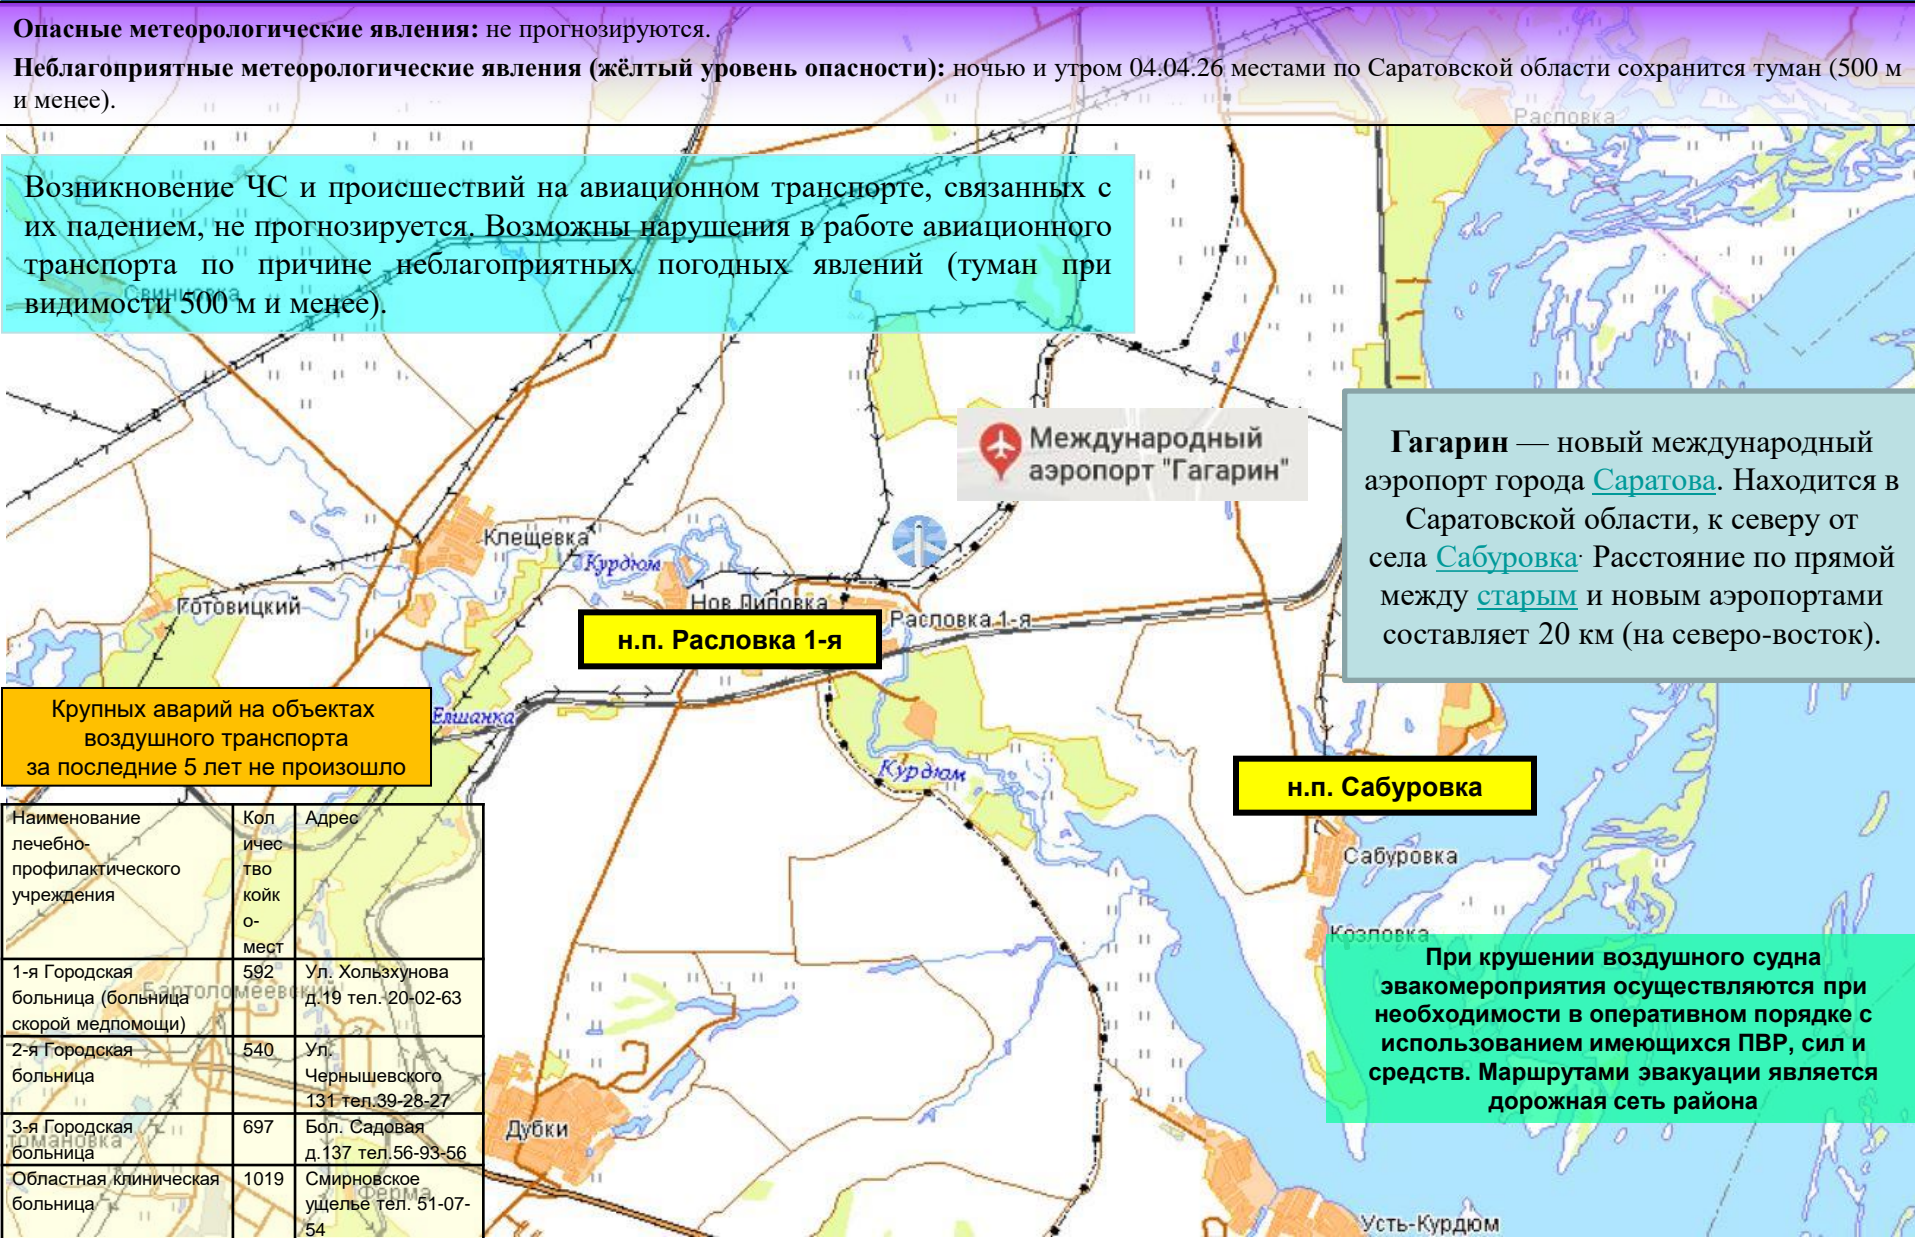 Опасные метеорологические явления: не прогнозируются.
Неблагоприятные метеорологические явления (жёлтый уровень опасности): ночью и утром 04.04.26 местами по Саратовской области сохранится туман (500 м
и менее).
Расловка
Возникновение ЧС и происшествий на авиационном транспорте, связанных с
их падением, не прогнозируется. Возможны нарушения в работе авиационного
транспорта по причине неблагоприятных погодных явлений (туман при
видимости 500 м и менее).
Свинцовка
Международный
аэропорт "Гагарин"
Гагарин — новый международный
аэропорт города Саратова. Находится в
Саратовской области, к северу от
села Сабуровка. Расстояние по прямой
между старым и новым аэропортами
составляет 20 км (на северо-восток).
Клещевка
Курдюм
Готовицкий
Нов.Липовка
Расловка 1-я
н.п. Расловка 1-я
Елшанка
Крупных аварий на объектах
воздушного транспорта
за последние 5 лет не произошло
Курдюм
н.п. Сабуровка
Сабуровка
Козловка
Наименование
лечебно-
профилактического
учреждения
Кол
ичес
тво
койк
о-
мест
Адрес
1-я Городская
больница (больница
скорой медпомощи)
592
Ул. Хользхунова
д.19 тел. 20-02-63
Бартоломеевский
2-я Городская
больница
540
Ул.
Чернышевского
131 тел.39-28-27
3-я Городская
больница
697
Бол. Садовая
д.137 тел.56-93-56
томановка
Областная клиническая
больница
1019
Смирновское
ущелье тел. 51-07-
54
Ферма
Дубки
При крушении воздушного судна
эвакомероприятия осуществляются при
необходимости в оперативном порядке с
использованием имеющихся ПВР, сил и
средств. Маршрутами эвакуации является
дорожная сеть района
Усть-Курдюм